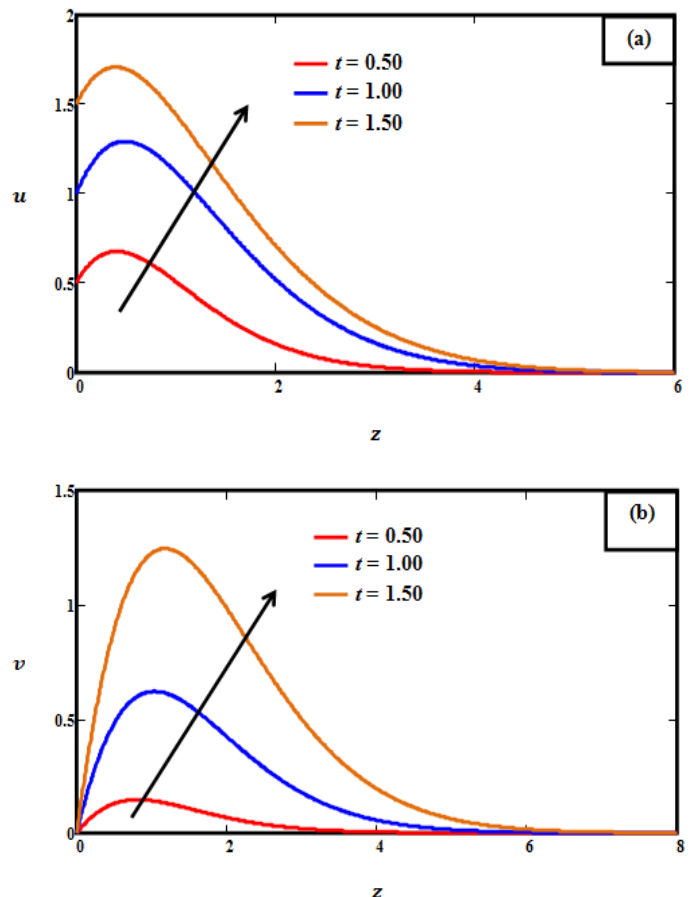 2
(a)
t = 0.50
t = 1.00
t = 1.50
1.5
u
1
0.5
0
0 2 4 6
z
1.5
(b)
t = 0.50
t = 1.00
t = 1.50
1
v
0.5
0
0 2 4 6 8
z